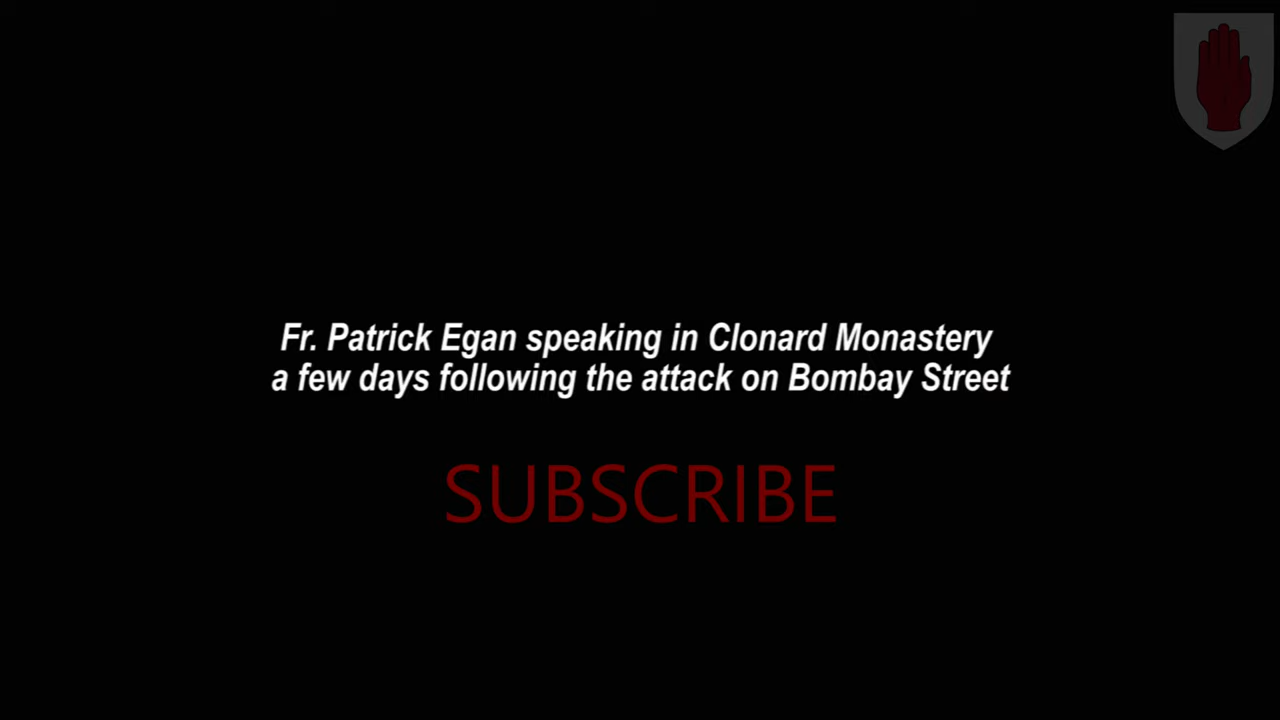 Fr. Patrick Egan speaking in Clonard Monastery
a few days following the attack on Bombay Street
SUBSCRIBE